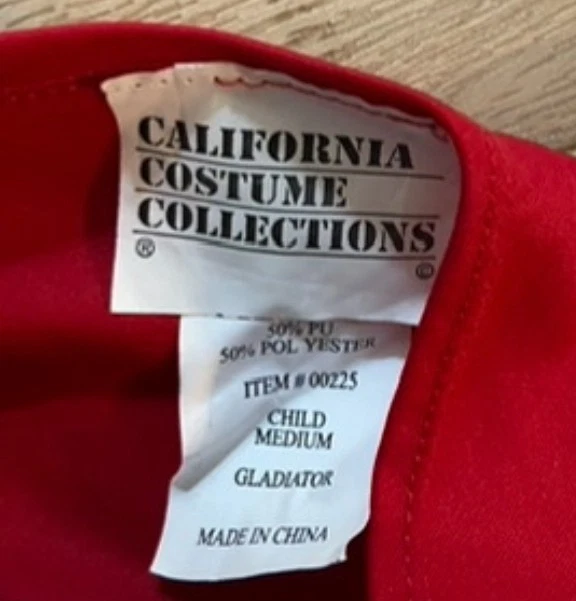 CALIFORNIA
COSTUME
COLLECTIONS
® ©
50% PU
50% POLYESTER
ITEM # 00225
CHILD
MEDIUM
GLADIATOR
MADE IN CHINA